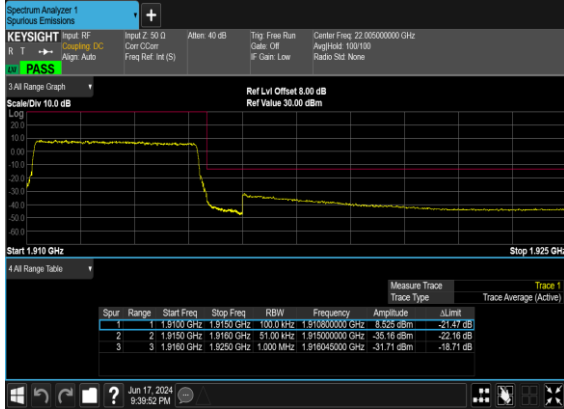 Spectrum Analyzer 1
Spurious Emissions
+
KEYSIGHT Input: RF Input Z: 50 Ω Atten: 40 dB Trig: Free Run Center Freq: 22.005000000 GHz
R T Coupling: DC Corr CCorr Gate: Off Avg|Hold: 100/100
Align: Auto Freq Ref: Int (S) IF Gain: Low Radio Std: None
PASS
3 All Range Graph
Ref Lvl Offset 8.00 dB
Scale/Div 10.0 dB Ref Value 30.00 dBm
Log
20.0
10.0
0.00
-10.0
-20.0
-30.0
-40.0
-50.0
-60.0
Start 1.910 GHz Stop 1.925 GHz
4 All Range Table
Measure Trace Trace 1
Trace Type Trace Average (Active)
Spur Range Start Freq Stop Freq RBW Frequency Amplitude ΔLimit
1 1 1.9100 GHz 1.9150 GHz 100.0 kHz 1.910800000 GHz 8.525 dBm -21.47 dB
2 2 1.9150 GHz 1.9160 GHz 51.00 kHz 1.915000000 GHz -35.16 dBm -22.16 dB
3 3 1.9160 GHz 1.9250 GHz 1.000 MHz 1.916045000 GHz -31.71 dBm -18.71 dB
? Jun 17, 2024
9:39:52 PM